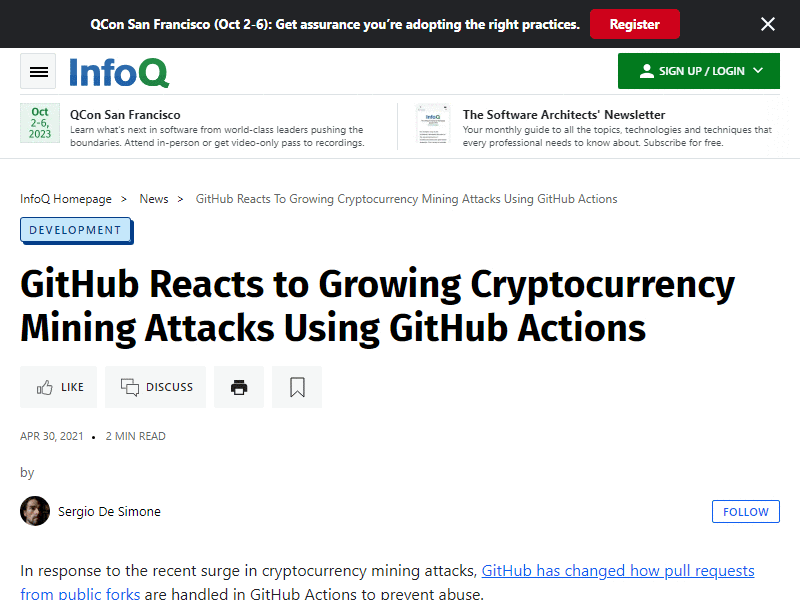 QCon San Francisco (Oct 2-6): Get assurance you're adopting the right practices. Register
InfoQ
SIGN UP / LOGIN
Oct
2-6,
2023
QCon San Francisco
Learn what's next in software from world-class leaders pushing the
boundaries. Attend in-person or get video-only pass to recordings.
InfoQ
The Software Architects' Newsletter
Your monthly guide to all the topics, technologies and techniques that
every professional needs to know about. Subscribe for free.
InfoQ Homepage > News > GitHub Reacts To Growing Cryptocurrency Mining Attacks Using GitHub Actions
DEVELOPMENT
GitHub Reacts to Growing Cryptocurrency
Mining Attacks Using GitHub Actions
LIKE DISCUSS
APR 30, 2021 • 2 MIN READ
by
Sergio De Simone
FOLLOW
In response to the recent surge in cryptocurrency mining attacks, GitHub has changed how pull requests
from public forks are handled in GitHub Actions to prevent abuse.